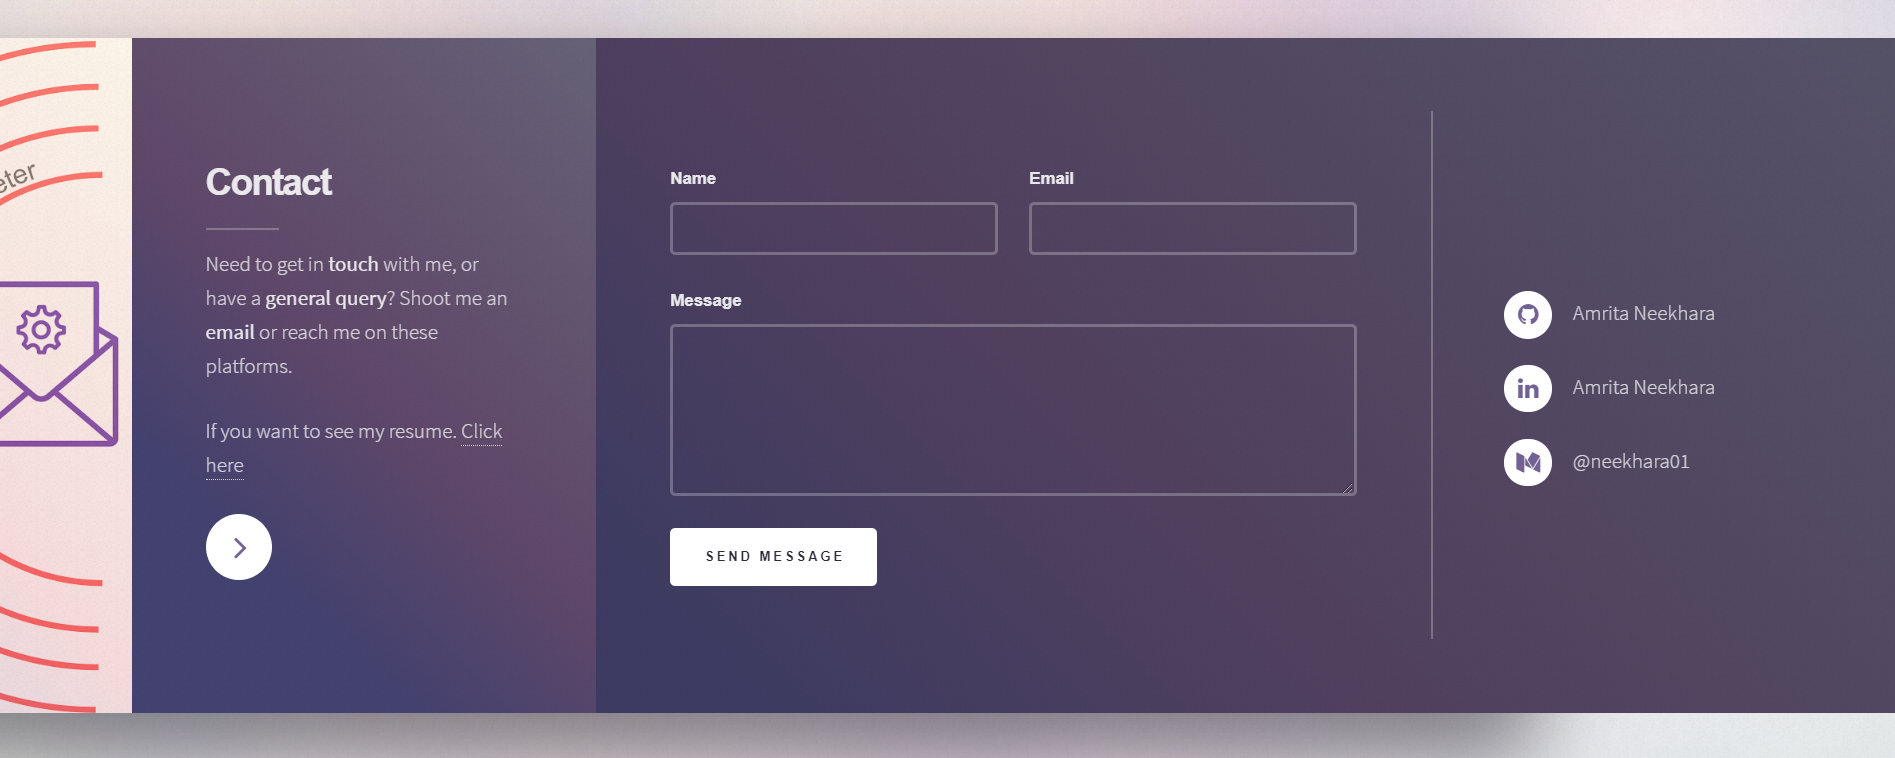 Contact
Need to get in touch with me, or
have a general query? Shoot me an
email or reach me on these
platforms.
If you want to see my resume. Click
here
Name
Email
Message
SEND MESSAGE
Amrita Neekhara
in
Amrita Neekhara
@neekhara01